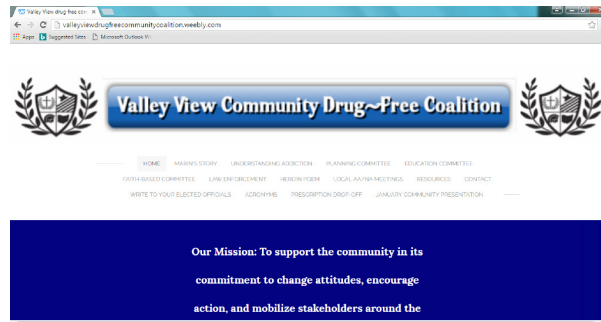 Valley View drug free com
valleyviewdrugfreecommunitycoalition.weebly.com
Apps Suggested Sites Microsoft Outlook W
Valley View Community Drug~Free Coalition
HOME MARIN'S STORY UNDERSTANDING ADDICTION PLANNING COMMITTEE EDUCATION COMMITTEE
FAITH-BASED COMMITTEE LAW ENFORCEMENT HEROIN POEM LOCAL AA/NA MEETINGS RESOURCES CONTACT
WRITE TO YOUR ELECTED OFFICIALS ACRONYMS PRESCRIPTION DROP-OFF JANUARY COMMUNITY PRESENTATION
Our Mission: To support the community in its
commitment to change attitudes, encourage
action, and mobilize stakeholders around the